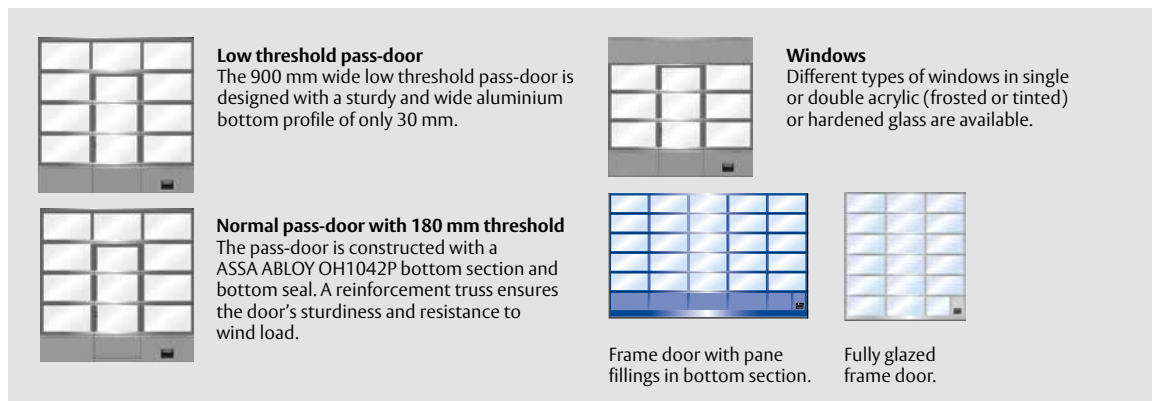 Low threshold pass-door
The 900 mm wide low threshold pass-door is
designed with a sturdy and wide aluminium
bottom profile of only 30 mm.
Normal pass-door with 180 mm threshold
The pass-door is constructed with a
ASSA ABLOY OH1042P bottom section and
bottom seal. A reinforcement truss ensures
the door's sturdiness and resistance to
wind load.
Windows
Different types of windows in single
or double acrylic (frosted or tinted)
or hardened glass are available.
Frame door with pane
fillings in bottom section.
Fully glazed
frame door.